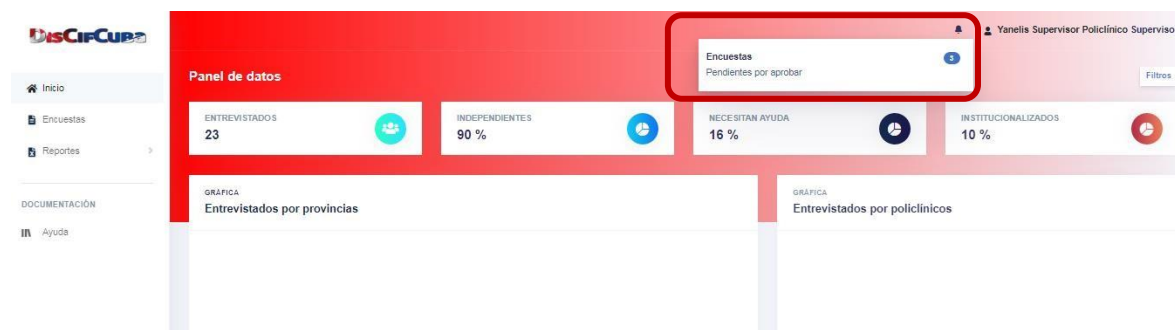 DISCIFCUBA
Yanelis Supervisor Policlínico Superviso
Encuestas 3
Pendientes por aprobar
Panel de datos
Filtros
Inicio
Encuestas
Reportes
DOCUMENTACIÓN
Ayuda
ENTREVISTADOS
23
INDEPENDIENTES
90 %
NECESITAN AYUDA
16 %
INSTITUCIONALIZADOS
10 %
GRÁFICA
Entrevistados por provincias
GRÁFICA
Entrevistados por policlínicos